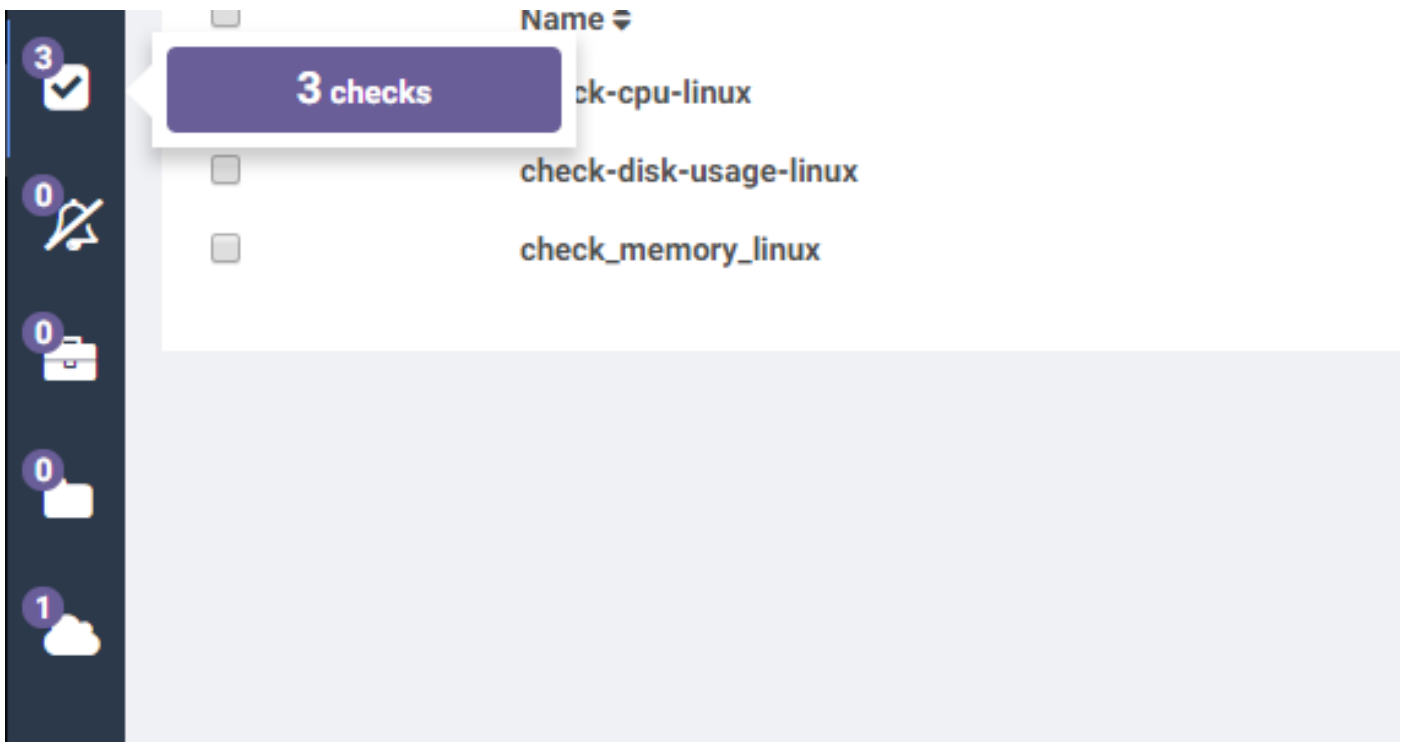 Name
3
3 checks
ck-cpu-linux
check-disk-usage-linux
0
check_memory_linux
0
0
1